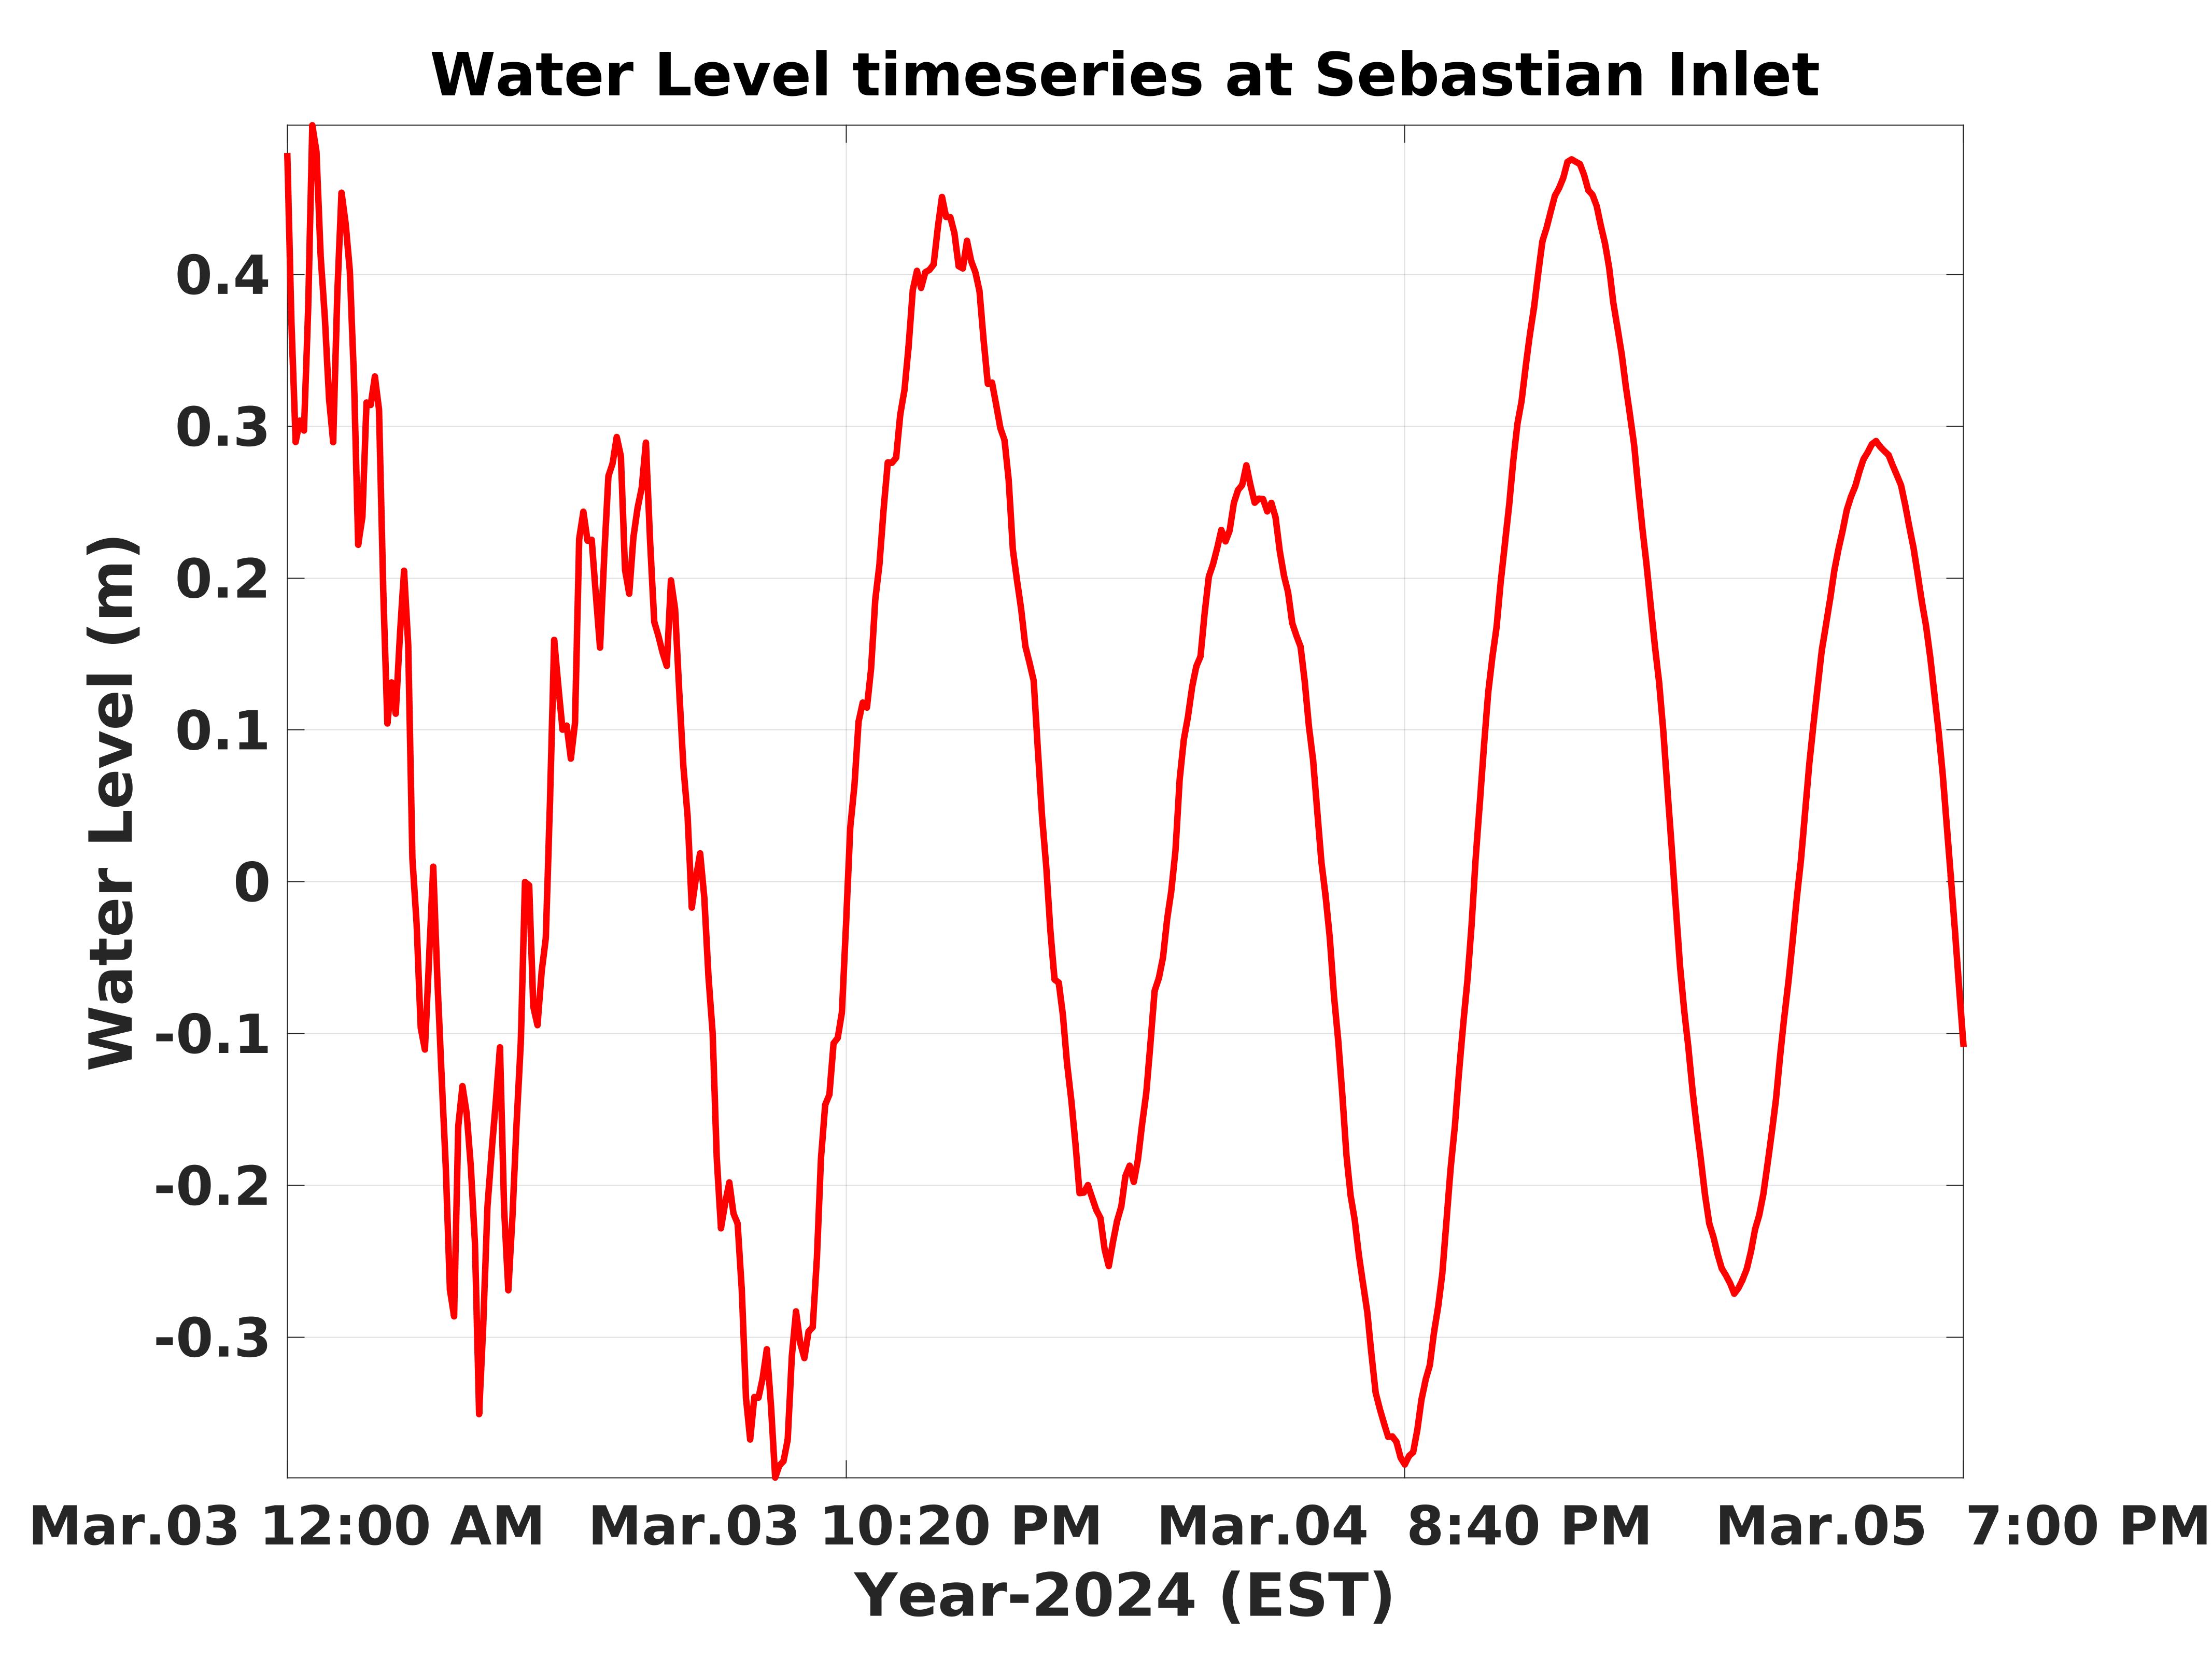 Water Level timeseries at Sebastian Inlet
Water Level (m)
0.4
0.3
0.2
0.1
0
-0.1
-0.2
-0.3
Mar.03 12:00 AM Mar.03 10:20 PM Mar.04 8:40 PM Mar.05 7:00 PM
Year-2024 (EST)